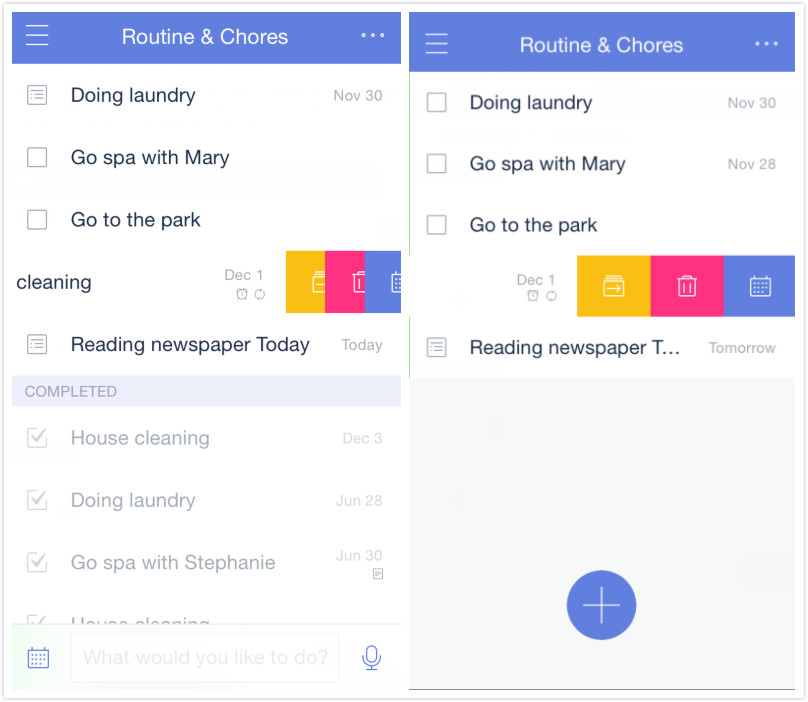 Routine & Chores
Doing laundry Nov 30
Go spa with Mary
Go to the park
cleaning Dec 1
Reading newspaper Today Today
COMPLETED
House cleaning Dec 3
Doing laundry Jun 28
Go spa with Stephanie Jun 30
House cleaning
What would you like to do?
Routine & Chores
Doing laundry Nov 30
Go spa with Mary Nov 28
Go to the park
Dec 1
Reading newspaper T... Tomorrow